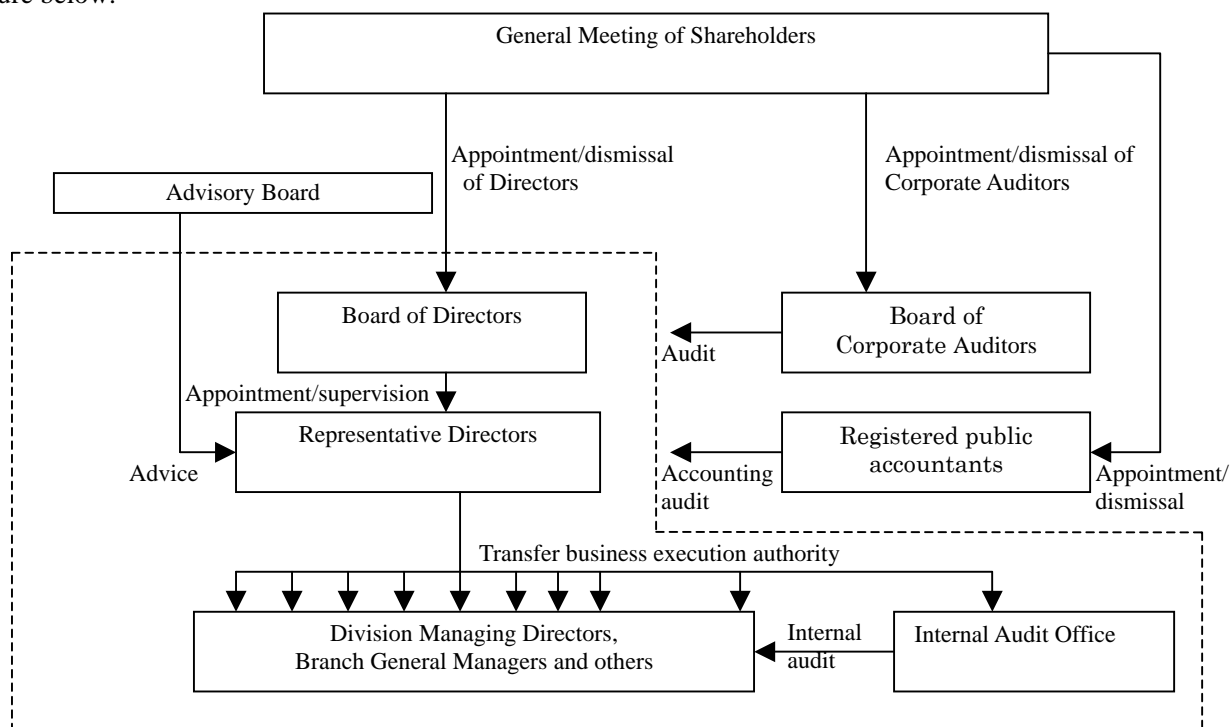 General Meeting of Shareholders
Appointment/dismissal
of Directors
Appointment/dismissal of
Corporate Auditors
Advisory Board
Board of Directors
Board of
Corporate Auditors
Audit
Appointment/supervision
Representative Directors
Registered public
accountants
Advice
Accounting
audit
Appointment/
dismissal
Transfer business execution authority
Division Managing Directors,
Branch General Managers and others
Internal
audit
Internal Audit Office